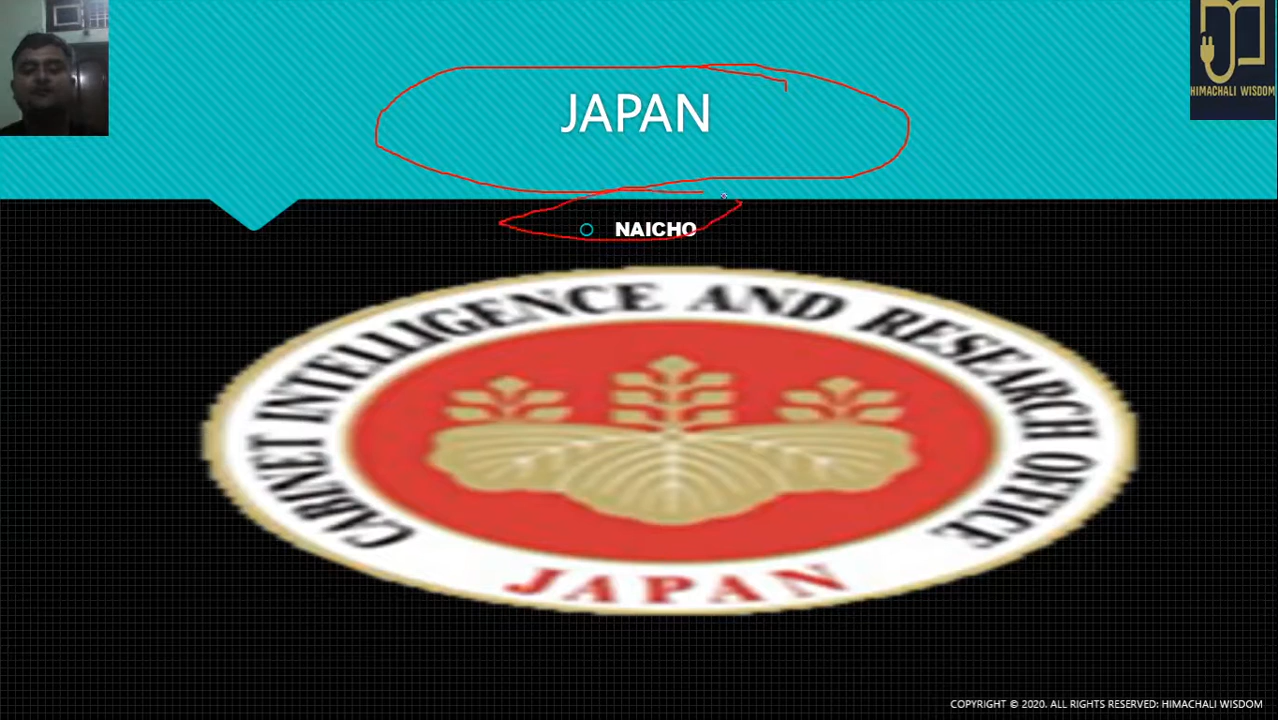 HIMACHALI WISDOM
JAPAN
NAICHO
CABINET INTELLIGENCE AND RESEARCH OFFICE
JAPAN
COPYRIGHT © 2020. ALL RIGHTS RESERVED: HIMACHALI WISDOM